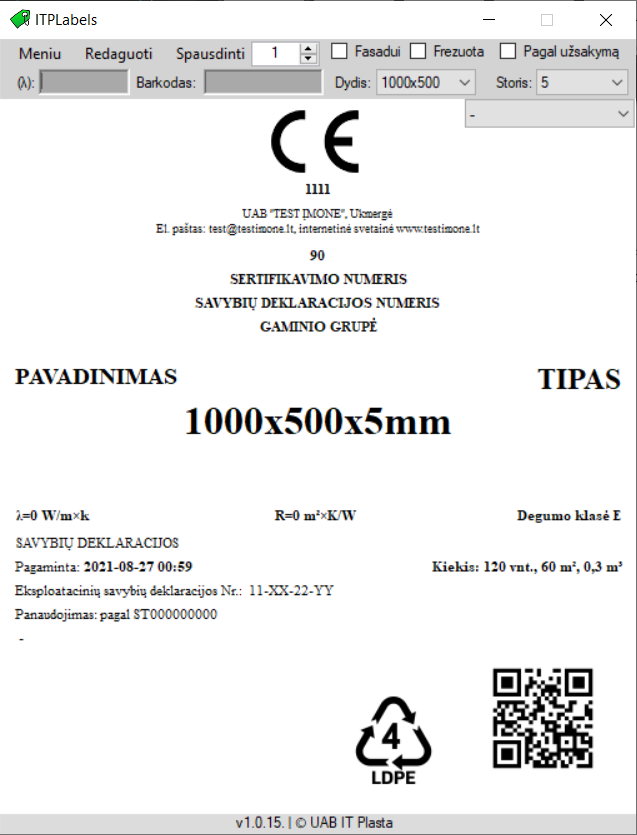 ITPLabels
Meniu Redaguoti Spausdinti 1 Fasadui Frezuota Pagal užsakymą
(λ): Barkodas: Dydis: 1000x500 Storis: 5
-
CE
1111
UAB "TEST ĮMONE", Ukmergė
El. paštas: test@testimone.lt, internetinė svetainė www.testimone.lt
90
SERTIFIKAVIMO NUMERIS
SAVYBIŲ DEKLARACIJOS NUMERIS
GAMINIO GRUPĖ
PAVADINIMAS TIPAS
1000x500x5mm
λ=0 W/m×k R=0 m²×K/W Degumo klasė E
SAVYBIŲ DEKLARACIJOS
Pagaminta: 2021-08-27 00:59 Kiekis: 120 vnt., 60 m², 0,3 m³
Eksploatacinių savybių deklaracijos Nr.: 11-XX-22-YY
Panaudojimas: pagal ST000000000
-
4
LDPE
v1.0.15. | © UAB IT Plasta